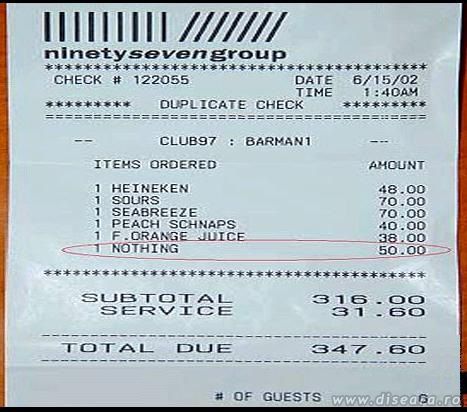 ninetysevengroup
*******************************************
CHECK # 122055 DATE 6/15/02
TIME 1:40AM
********* DUPLICATE CHECK *********
===========================================
-- CLUB97 : BARMAN1 --
ITEMS ORDERED AMOUNT
1 HEINEKEN 48.00
1 SOURS 70.00
1 SEABREEZE 70.00
1 PEACH SCHNAPS 40.00
1 F.ORANGE JUICE 38.00
1 NOTHING 50.00
*******************************************
SUBTOTAL 316.00
SERVICE 31.60
-------------------------------------------
TOTAL DUE 347.60
===========================================
# OF GUESTS 6
www.diseara.ro